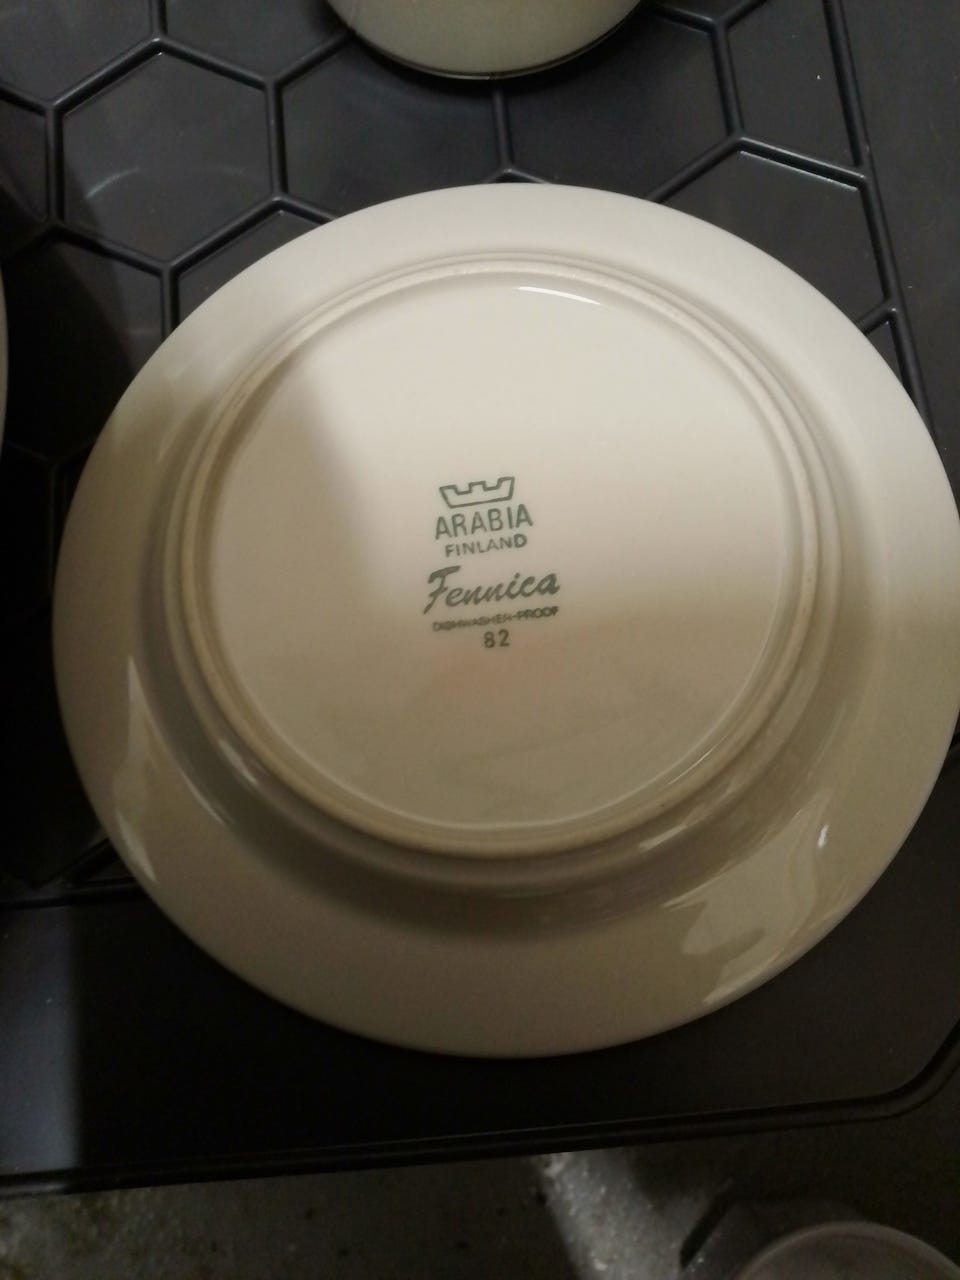 ARABIA
FINLAND
Fennica
DISHWASHER-PROOF
82